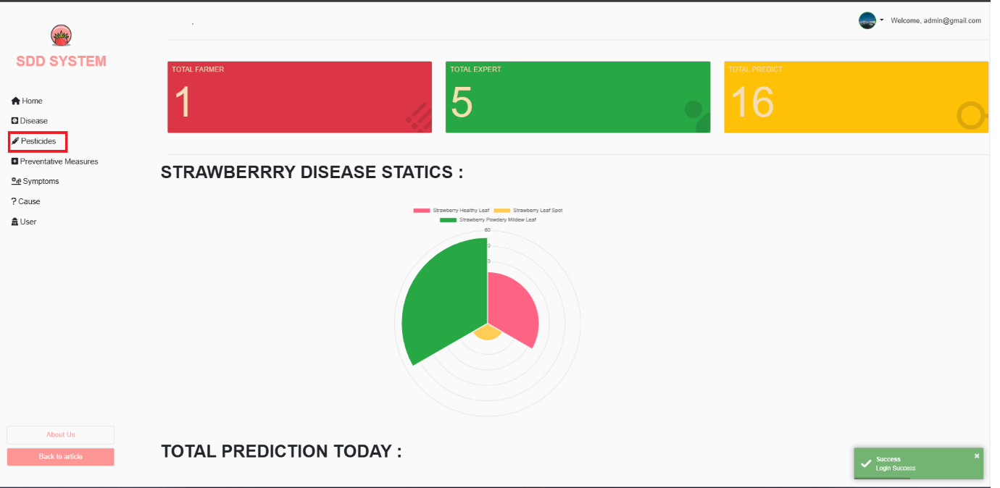 Welcome, admin@gmail.com
SDD SYSTEM
Home
Disease
Pesticides
Preventative Measures
Symptoms
? Cause
User
About Us
Back to article
TOTAL FARMER
1
TOTAL EXPERT
5
TOTAL PREDICT
16
STRAWBERRRY DISEASE STATICS :
Strawberry Healthy Leaf Strawberry Leaf Spot
Strawberry Powdery Mildew Leaf
60
0
0
TOTAL PREDICTION TODAY :
Success
Login Success